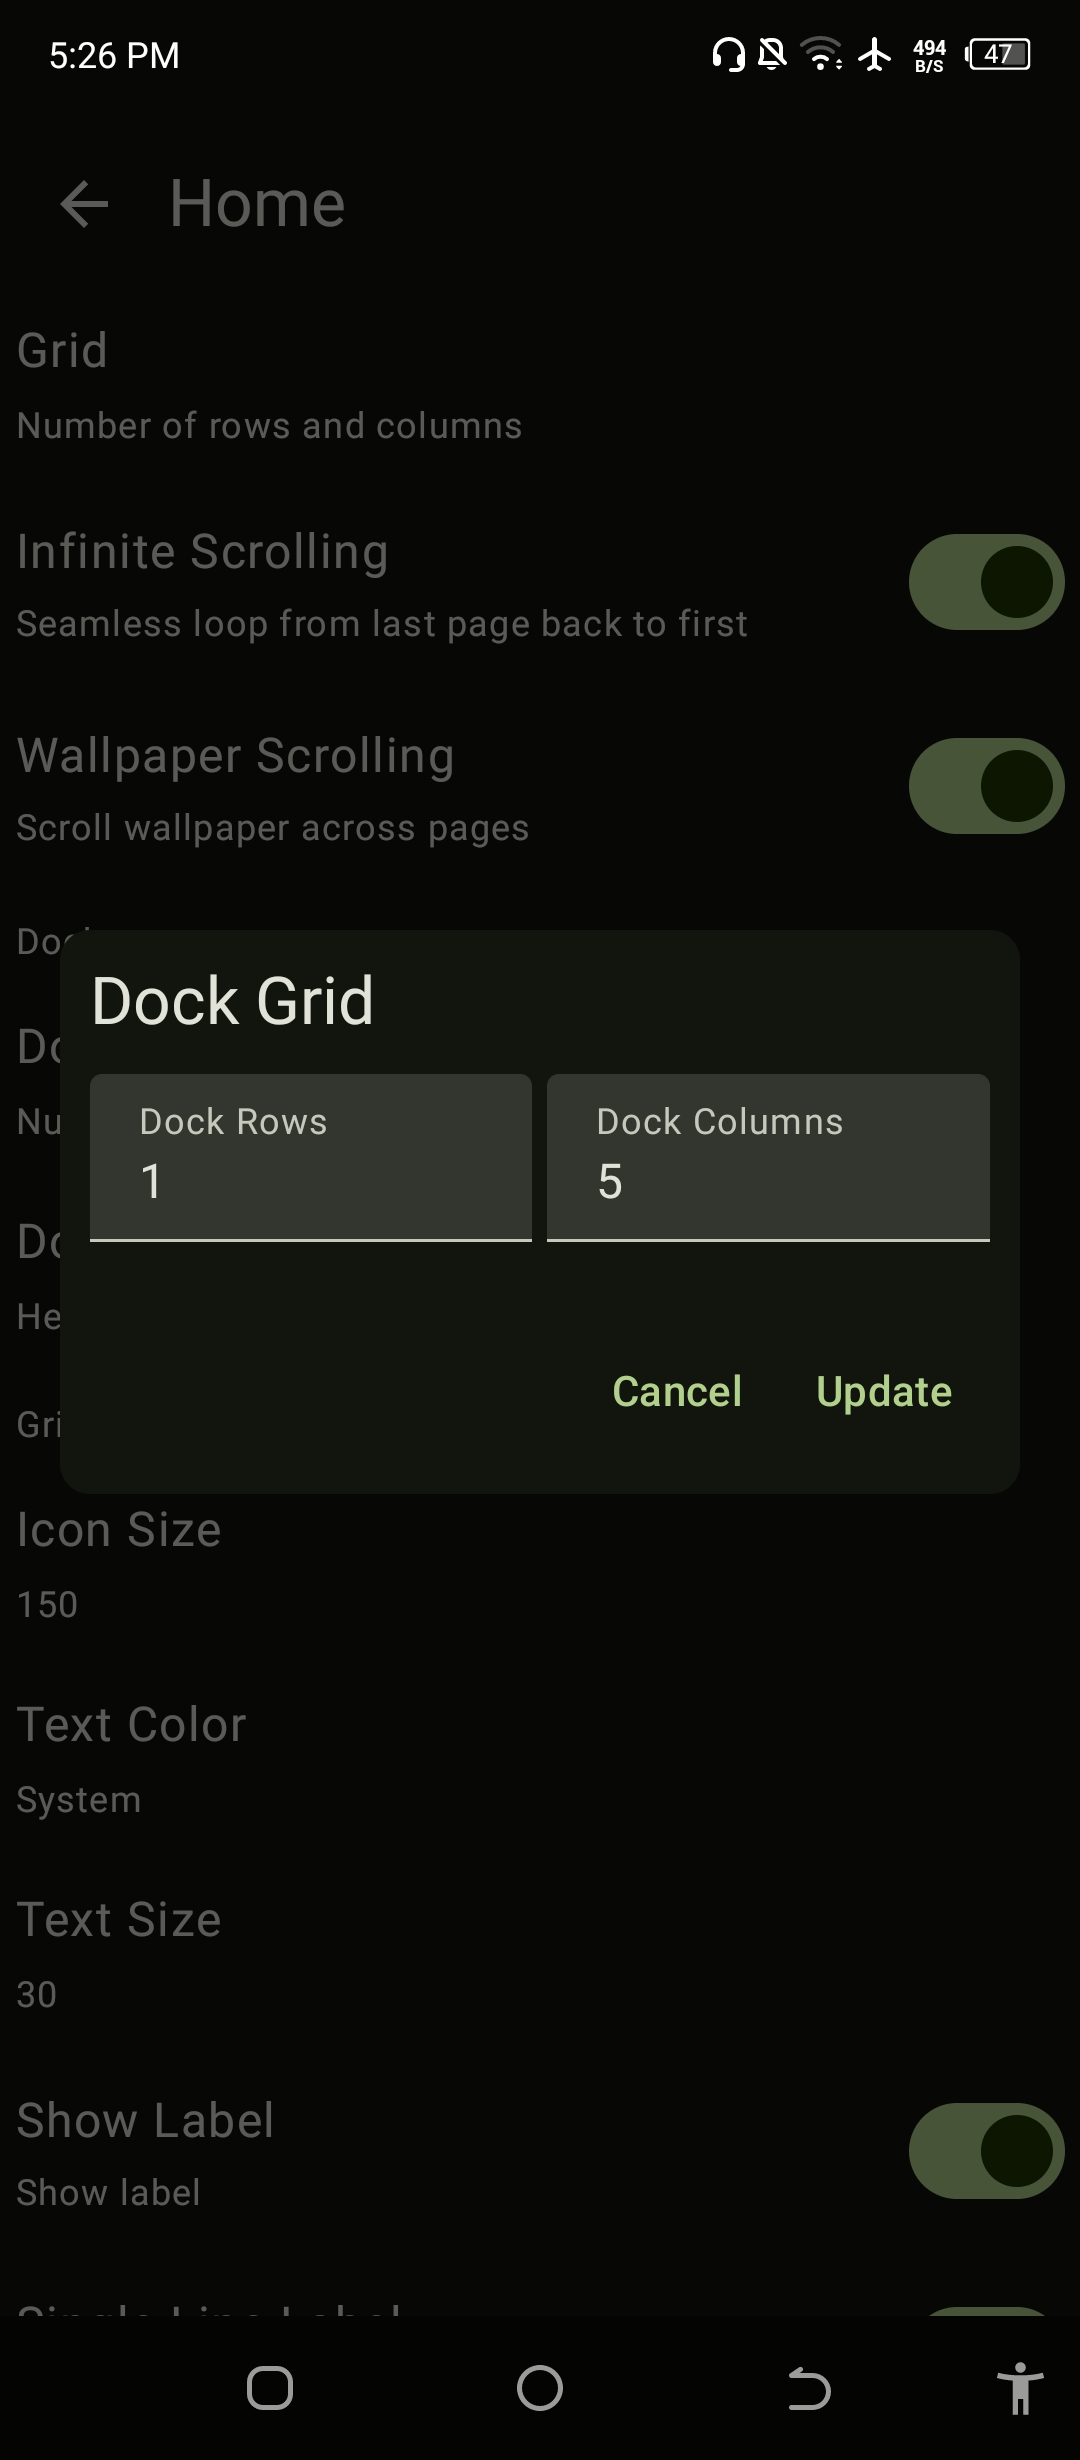 5:26 PM
494
B/S
47
Home
Grid
Number of rows and columns
Infinite Scrolling
Seamless loop from last page back to first
Wallpaper Scrolling
Scroll wallpaper across pages
Dock Grid
Dock Rows
Dock Columns
1
5
Cancel
Update
Icon Size
150
Text Color
System
Text Size
30
Show Label
Show label